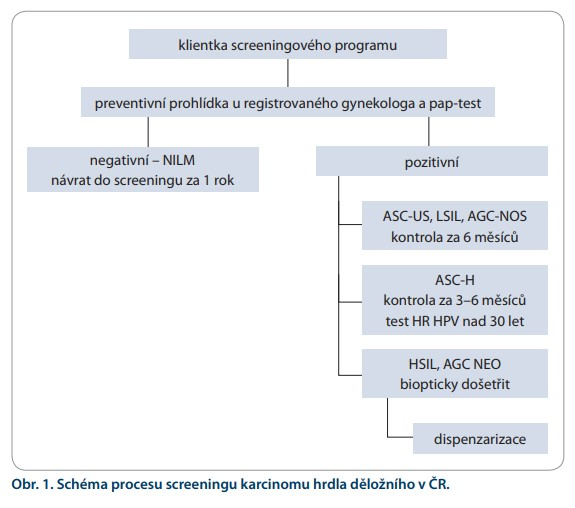 klientka screeningového programu
preventivní prohlídka u registrovaného gynekologa a pap-test
negativní – NILM
návrat do screeningu za 1 rok
pozitivní
ASC-US, LSIL, AGC-NOS
kontrola za 6 měsíců
ASC-H
kontrola za 3–6 měsíců
test HR HPV nad 30 let
HSIL, AGC NEO
biopticky došetřit
dispenzarizace
Obr. 1. Schéma procesu screeningu karcinomu hrdla děložního v ČR.